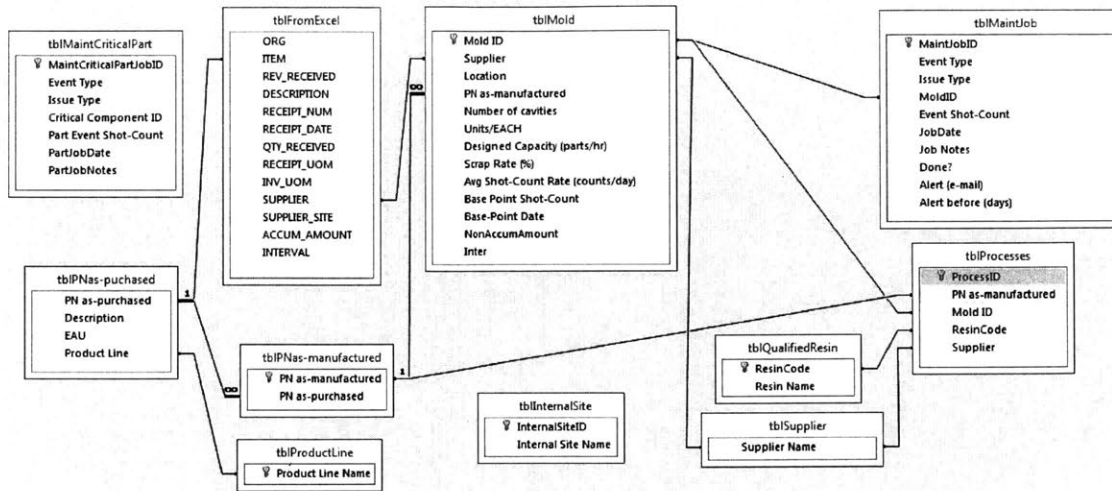 tblMaintCriticalPart
MaintCriticalPartJobID
Event Type
Issue Type
Critical Component ID
Part Event Shot-Count
PartJobDate
PartJobNotes
tblFromExcel
ORG
ITEM
REV_RECEIVED
DESCRIPTION
RECEIPT_NUM
RECEIPT_DATE
QTY_RECEIVED
RECEIPT_UOM
INV_UOM
SUPPLIER
SUPPLIER_SITE
ACCUM_AMOUNT
INTERVAL
tblMold
Mold ID
Supplier
Location
PN as-manufactured
Number of cavities
Units/EACH
Designed Capacity (parts/hr)
Scrap Rate (%)
Avg Shot-Count Rate (counts/day)
Base Point Shot-Count
Base-Point Date
NonAccumAmount
Inter
tblMaintJob
MaintJobID
Event Type
Issue Type
MoldID
Event Shot-Count
JobDate
Job Notes
Done?
Alert (e-mail)
Alert before (days)
tblPNas-puchased
PN as-purchased
Description
EAU
Product Line
1
∞
∞
1
tblPNas-manufactured
PN as-manufactured
PN as-purchased
tblProductLine
Product Line Name
tblInternalSite
InternalSiteID
Internal Site Name
tblProcesses
ProcessID
PN as-manufactured
Mold ID
ResinCode
Supplier
tblQualifiedResin
ResinCode
Resin Name
tblSupplier
Supplier Name